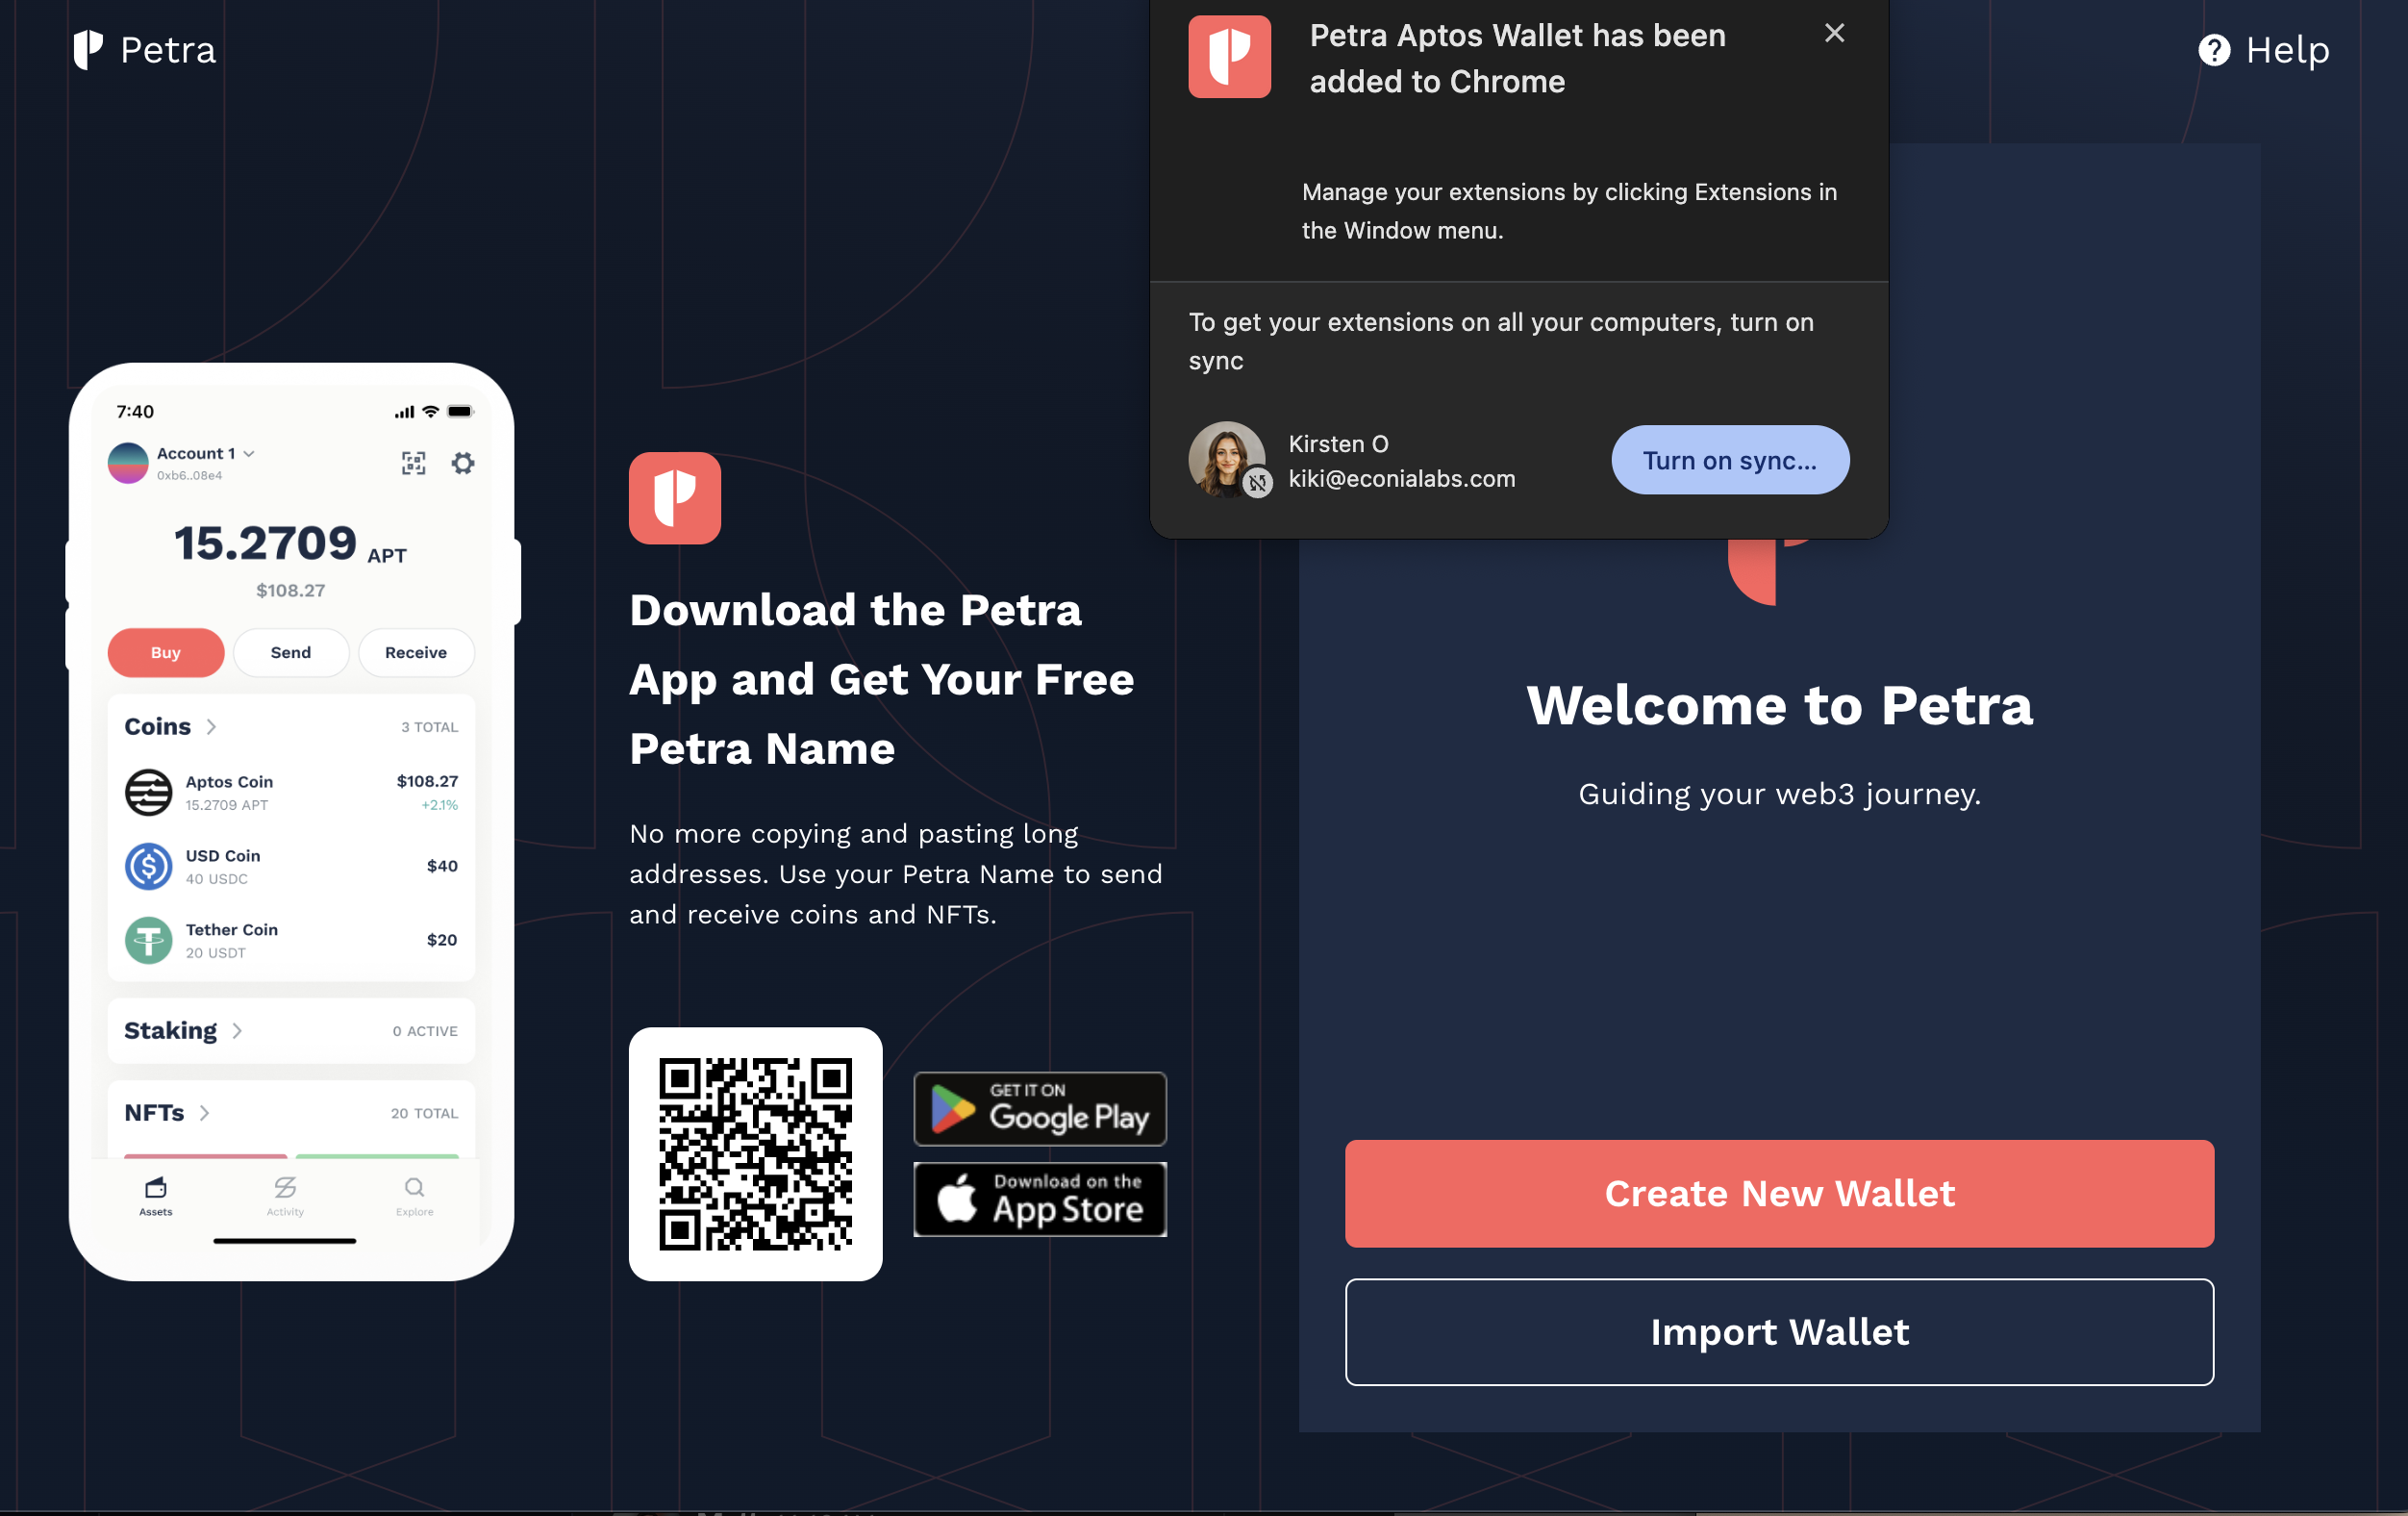 Petra
Petra Aptos Wallet has been
added to Chrome
Manage your extensions by clicking Extensions in
the Window menu.
To get your extensions on all your computers, turn on
sync
Kirsten O
kiki@econialabs.com
Turn on sync...
Help
7:40
Account 1
0xb6..08e4
15.2709 APT
$108.27
Buy
Send
Receive
Coins
3 TOTAL
Aptos Coin
$108.27
15.2709 APT
+2.1%
USD Coin
$40
40 USDC
Tether Coin
$20
20 USDT
Staking
0 ACTIVE
NFTs
20 TOTAL
Assets
Activity
Explore
Download the Petra
App and Get Your Free
Petra Name
No more copying and pasting long
addresses. Use your Petra Name to send
and receive coins and NFTs.
GET IT ON
Google Play
Download on the
App Store
Welcome to Petra
Guiding your web3 journey.
Create New Wallet
Import Wallet